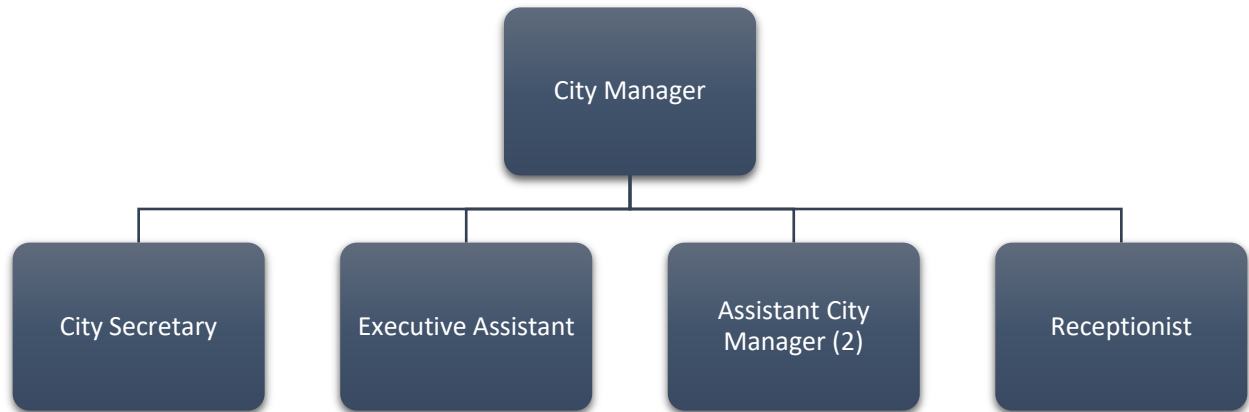 City Manager
City Secretary
Executive Assistant
Assistant City
Manager (2)
Receptionist